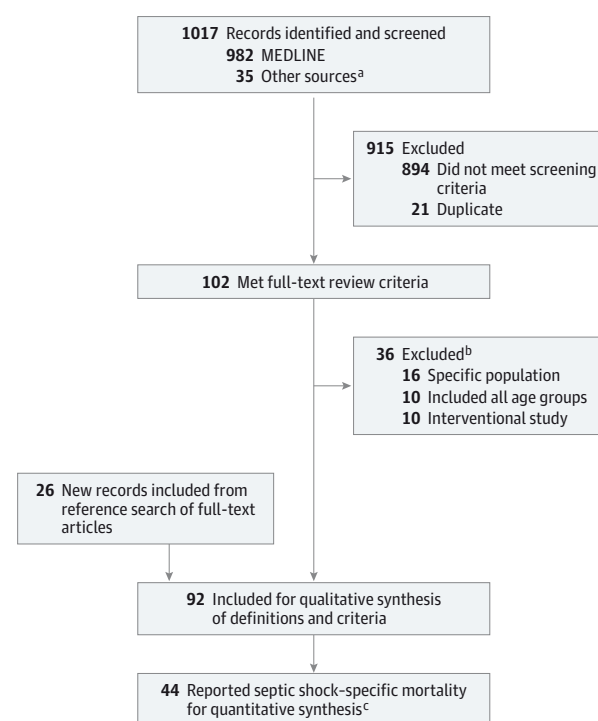 1017 Records identified and screened
982 MEDLINE
35 Other sourcesᵃ
915 Excluded
894 Did not meet screening
criteria
21 Duplicate
102 Met full-text review criteria
36 Excludedᵇ
16 Specific population
10 Included all age groups
10 Interventional study
26 New records included from
reference search of full-text
articles
92 Included for qualitative synthesis
of definitions and criteria
44 Reported septic shock-specific mortality
for quantitative synthesisᶜ